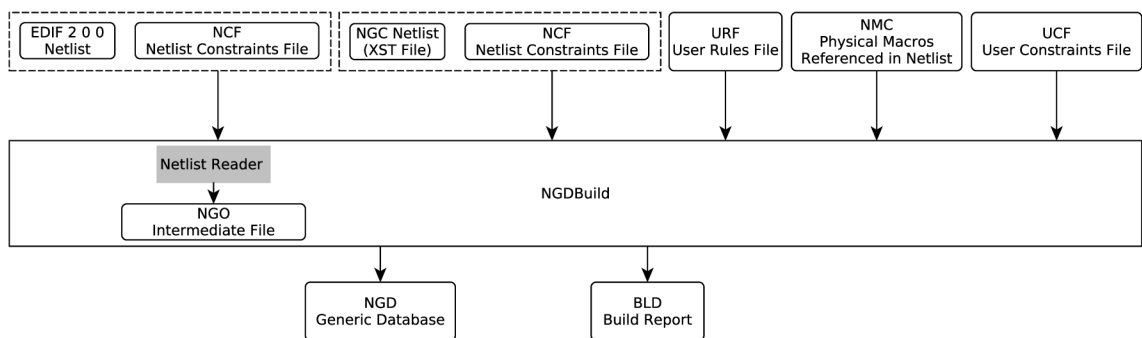 EDIF 2 0 0
Netlist
NCF
Netlist Constraints File
NGC Netlist
(XST File)
NCF
Netlist Constraints File
URF
User Rules File
NMC
Physical Macros
Referenced in Netlist
UCF
User Constraints File
Netlist Reader
NGDBuild
NGO
Intermediate File
NGD
Generic Database
BLD
Build Report